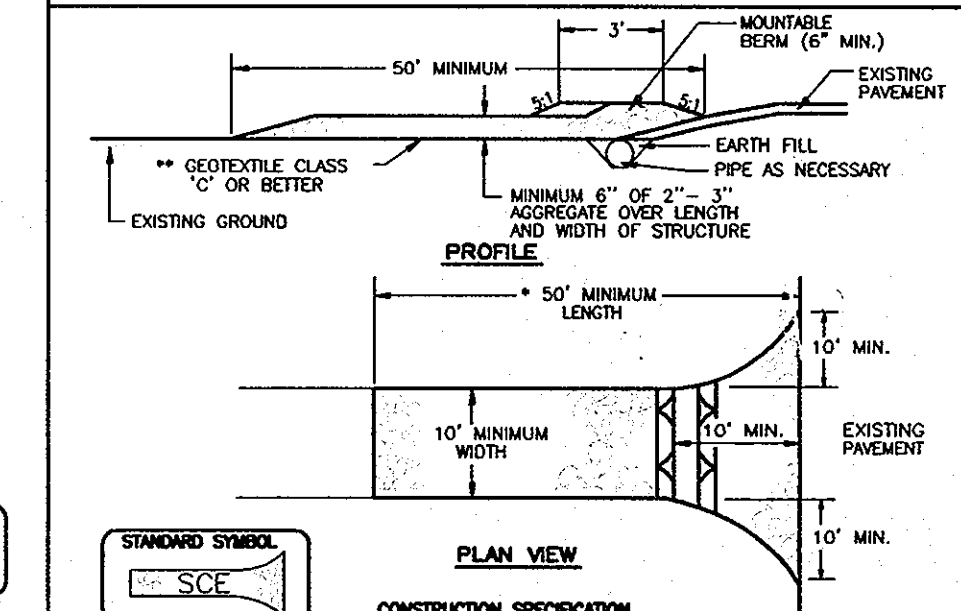 3'
MOUNTABLE
BERM (6" MIN.)
50' MINIMUM
EXISTING
PAVEMENT
5:1
5:1
** GEOTEXTILE CLASS
'C' OR BETTER
EARTH FILL
PIPE AS NECESSARY
EXISTING GROUND
MINIMUM 6" OF 2"- 3"
AGGREGATE OVER LENGTH
AND WIDTH OF STRUCTURE
PROFILE
* 50' MINIMUM
LENGTH
10' MIN.
10' MINIMUM
WIDTH
10' MIN.
EXISTING
PAVEMENT
10' MIN.
STANDARD SYMBOL
SCE
PLAN VIEW
CONSTRUCTION SPECIFICATION